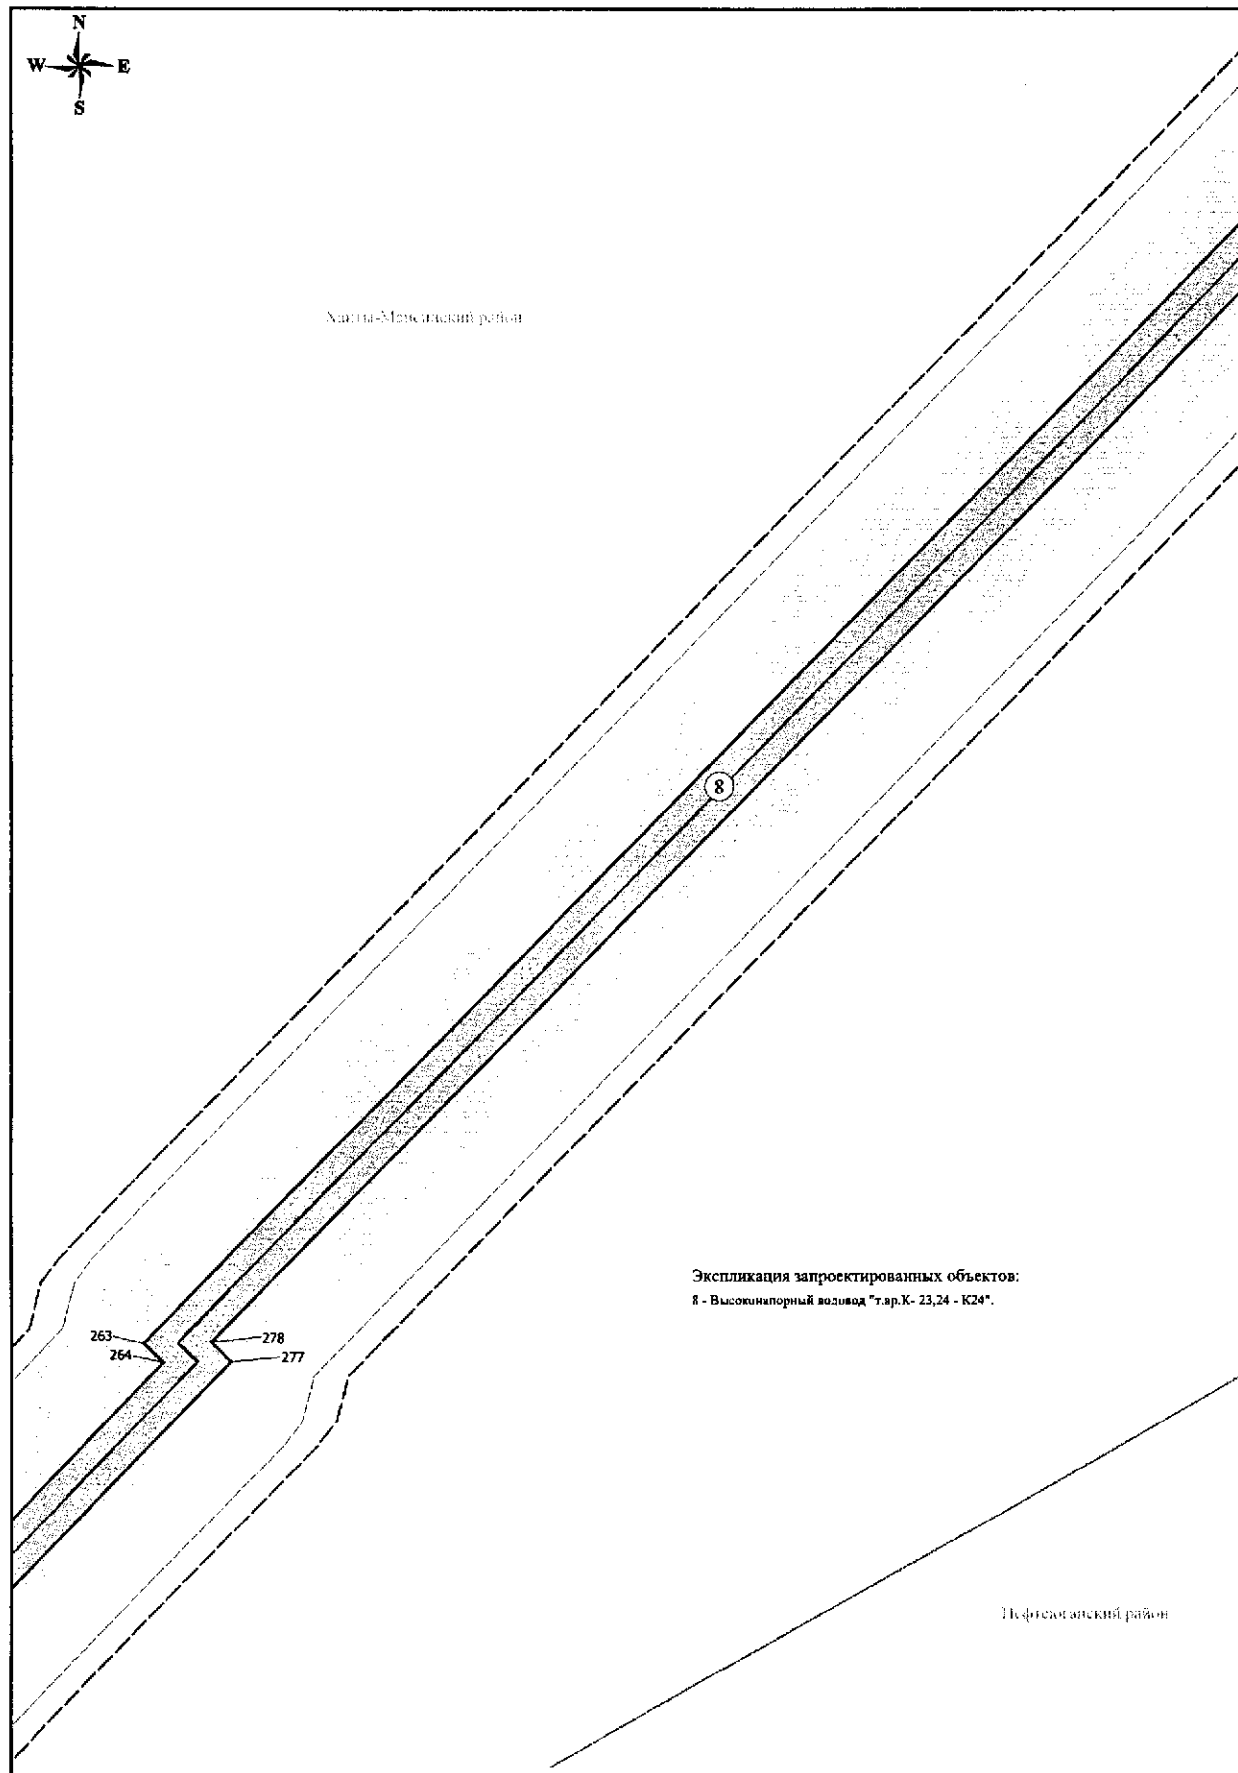 N
W E
S
Ханты-Мансийский район
8
Экспликация запроектированных объектов:
8 - Высоконапорный водовод "т.вр.К- 23,24 - К24".
263 278
264 277
Нефтеюганский район